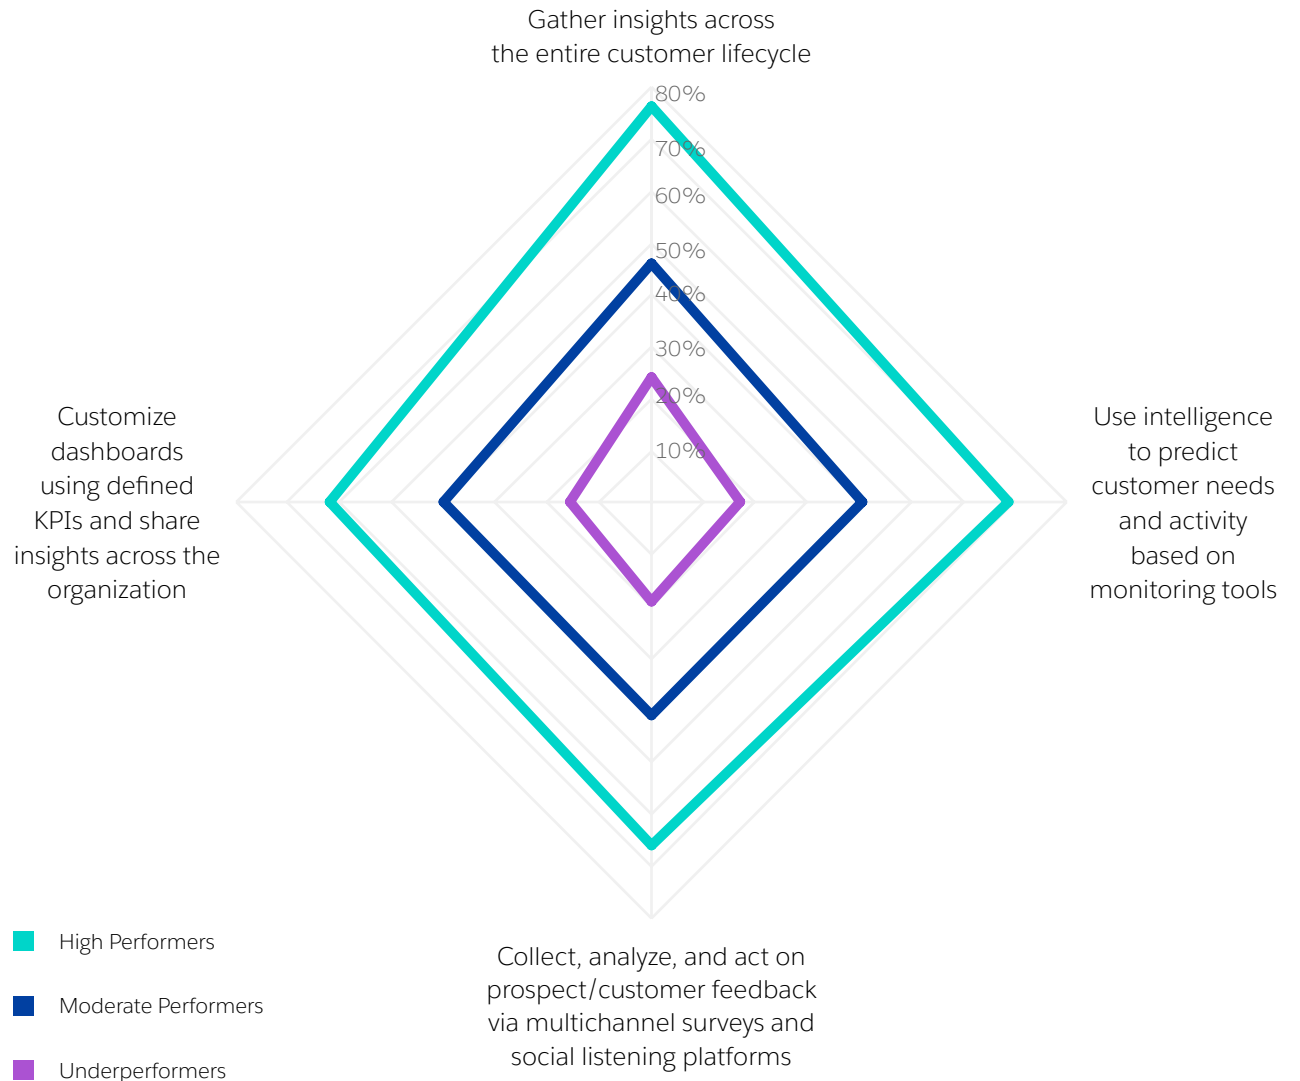 Gather insights across
the entire customer lifecycle
80%
70%
60%
50%
40%
30%
20%
10%
Customize
dashboards
using defined
KPIs and share
insights across the
organization
Use intelligence
to predict
customer needs
and activity
based on
monitoring tools
Collect, analyze, and act on
prospect/customer feedback
via multichannel surveys and
social listening platforms
High Performers
Moderate Performers
Underperformers